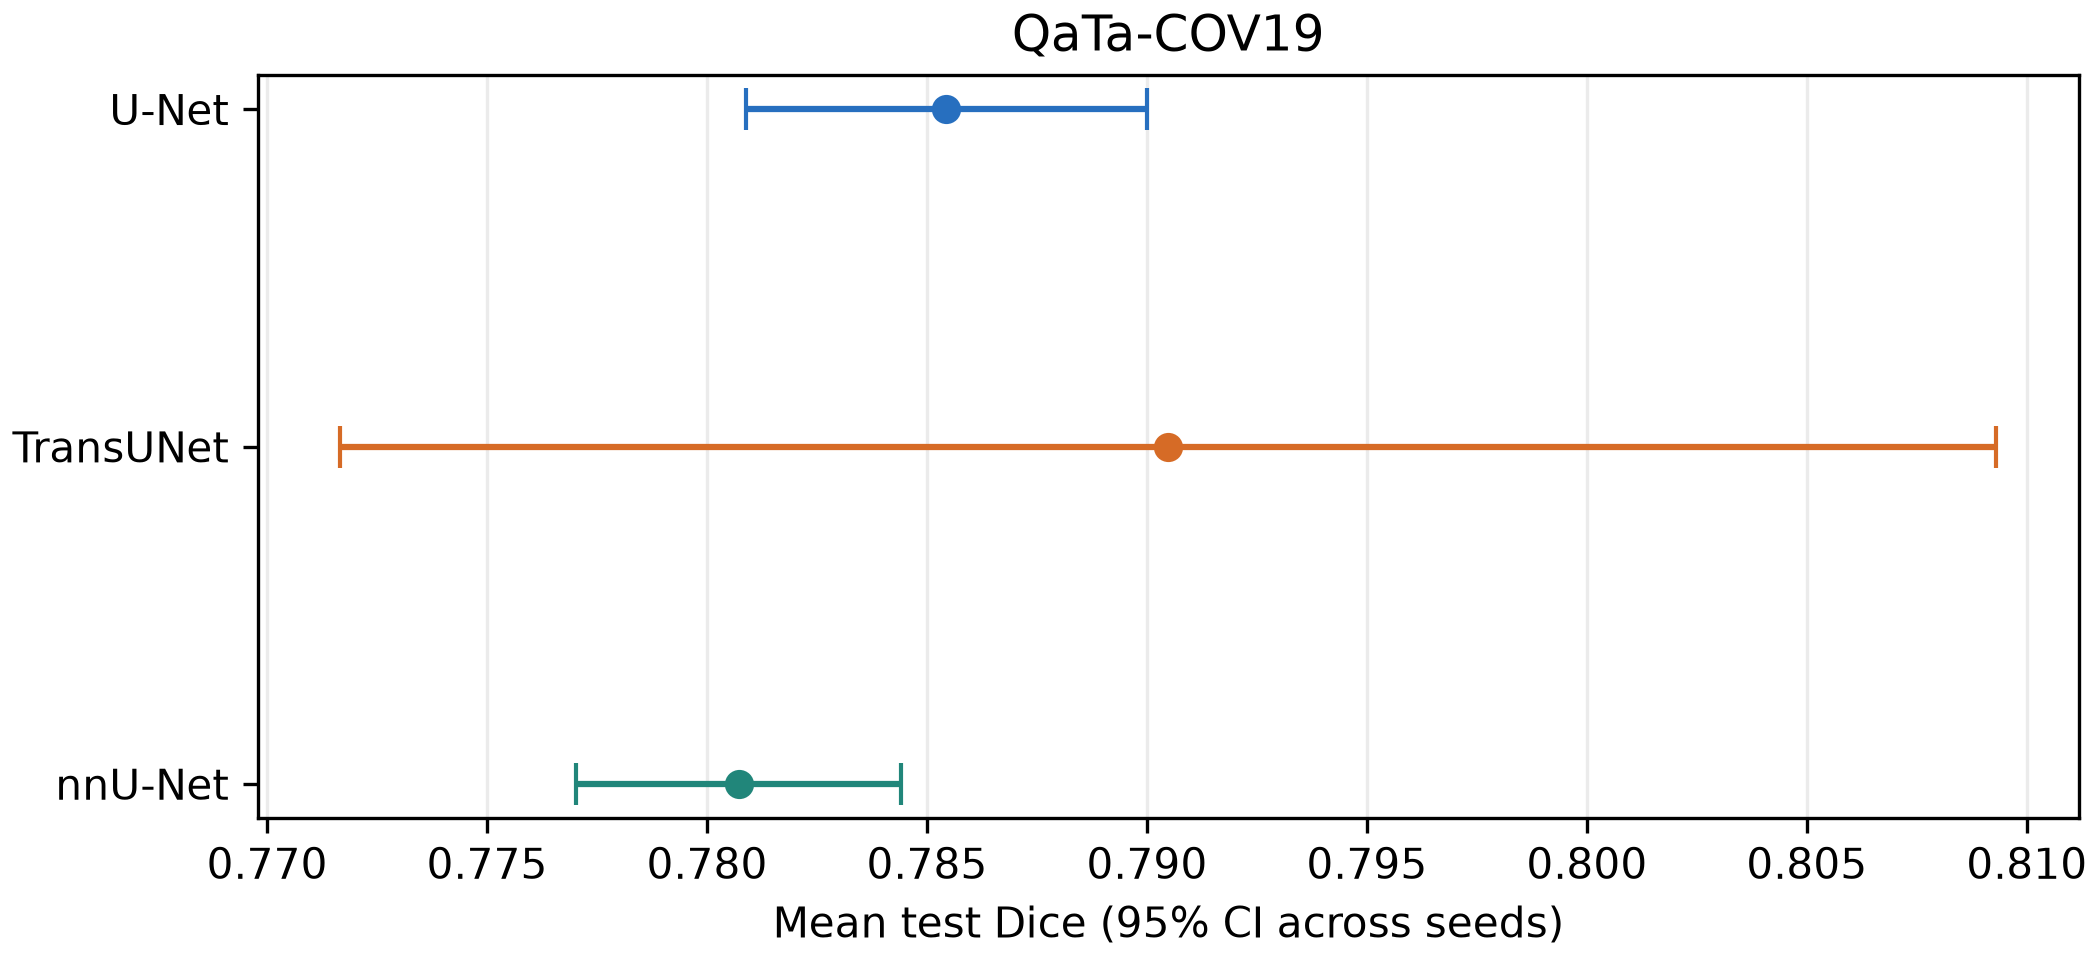 QaTa-COV19
U-Net
TransUNet
nnU-Net
0.770 0.775 0.780 0.785 0.790 0.795 0.800 0.805 0.810
Mean test Dice (95% CI across seeds)